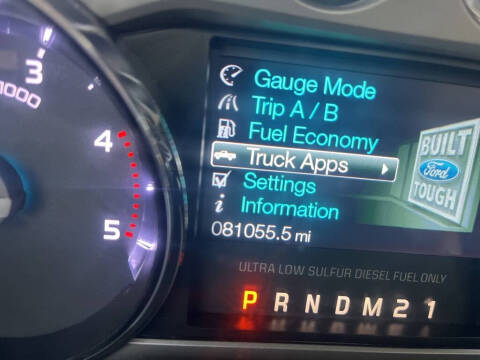 3
x1000
4
5
Gauge Mode
Trip A / B
Fuel Economy
Truck Apps
Settings
Information
081055.5 mi
BUILT
Ford
TOUGH
ULTRA LOW SULFUR DIESEL FUEL ONLY
P R N D M 2 1